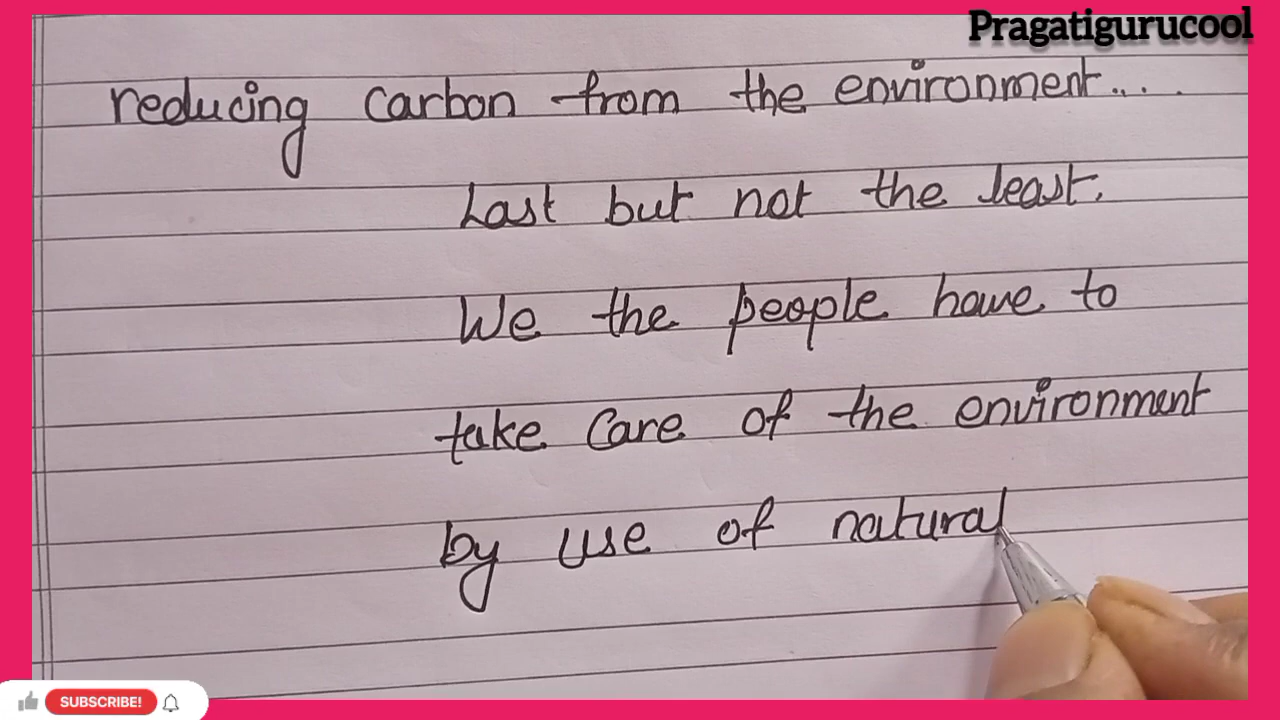 Pragatigurucool
reducing carbon from the environment....
Last but not the least.
We the people have to
take care of the environment
by use of natural
SUBSCRIBE!